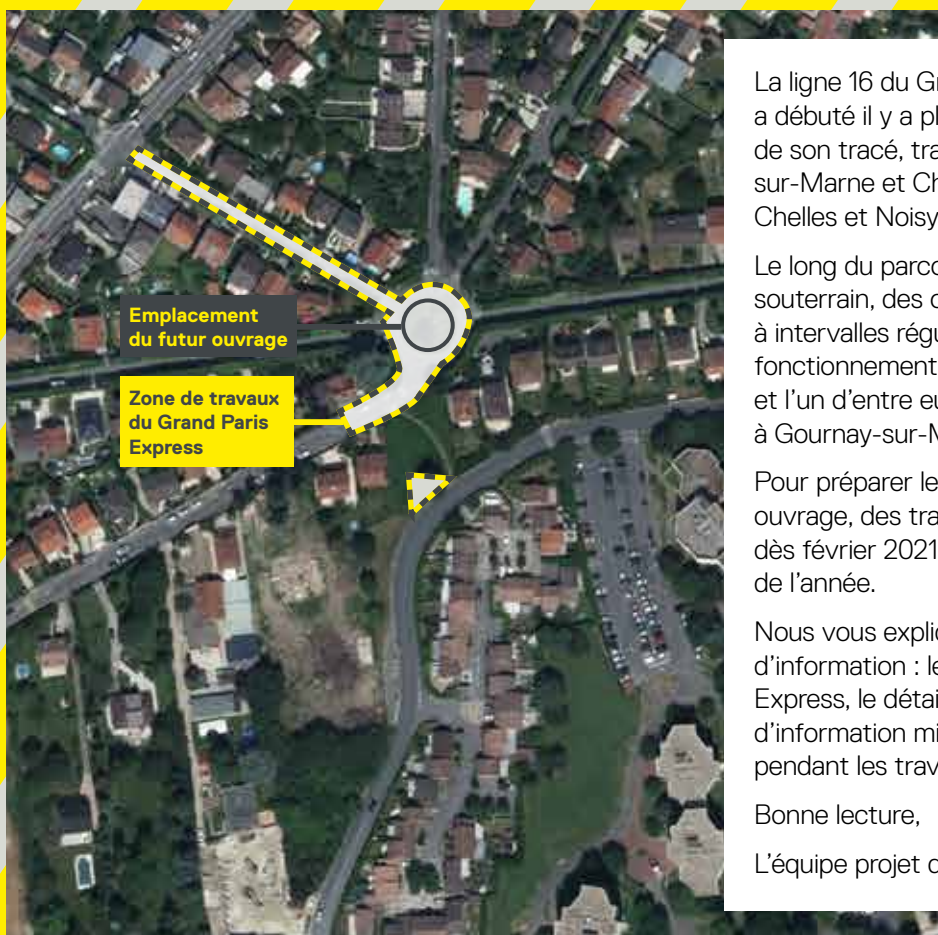 Emplacement
du futur ouvrage
Zone de travaux
du Grand Paris
Express
La ligne 16 du Gr
a débuté il y a pl
de son tracé, tra
sur-Marne et Ch
Chelles et Noisy
Le long du parco
souterrain, des o
à intervalles régu
fonctionnement
et l'un d'entre eu
à Gournay-sur-M
Pour préparer le
ouvrage, des tra
dès février 2021
de l'année.
Nous vous expliq
d'information : le
Express, le détai
d'information mi
pendant les trav
Bonne lecture,
L'équipe projet d